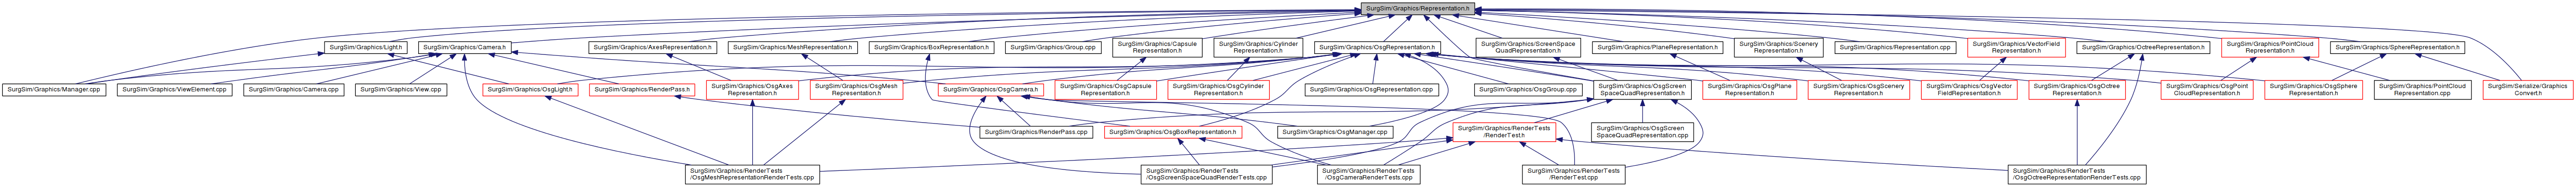 SurgSim/Graphics/Representation.h
SurgSim/Graphics/Light.h
SurgSim/Graphics/Camera.h
SurgSim/Graphics/AxesRepresentation.h
SurgSim/Graphics/MeshRepresentation.h
SurgSim/Graphics/BoxRepresentation.h
SurgSim/Graphics/Group.cpp
SurgSim/Graphics/Capsule
Representation.h
SurgSim/Graphics/Cylinder
Representation.h
SurgSim/Graphics/OsgRepresentation.h
SurgSim/Graphics/ScreenSpace
QuadRepresentation.h
SurgSim/Graphics/PlaneRepresentation.h
SurgSim/Graphics/Scenery
Representation.h
SurgSim/Graphics/Representation.cpp
SurgSim/Graphics/VectorField
Representation.h
SurgSim/Graphics/OctreeRepresentation.h
SurgSim/Graphics/PointCloud
Representation.h
SurgSim/Graphics/SphereRepresentation.h
SurgSim/Graphics/Manager.cpp
SurgSim/Graphics/ViewElement.cpp
SurgSim/Graphics/Camera.cpp
SurgSim/Graphics/View.cpp
SurgSim/Graphics/OsgLight.h
SurgSim/Graphics/RenderPass.h
SurgSim/Graphics/OsgAxes
Representation.h
SurgSim/Graphics/OsgMesh
Representation.h
SurgSim/Graphics/OsgCamera.h
SurgSim/Graphics/OsgCapsule
Representation.h
SurgSim/Graphics/OsgCylinder
Representation.h
SurgSim/Graphics/OsgRepresentation.cpp
SurgSim/Graphics/OsgGroup.cpp
SurgSim/Graphics/OsgScreen
SpaceQuadRepresentation.h
SurgSim/Graphics/OsgPlane
Representation.h
SurgSim/Graphics/OsgScenery
Representation.h
SurgSim/Graphics/OsgVector
FieldRepresentation.h
SurgSim/Graphics/OsgOctree
Representation.h
SurgSim/Graphics/OsgPoint
CloudRepresentation.h
SurgSim/Graphics/OsgSphere
Representation.h
SurgSim/Graphics/PointCloud
Representation.cpp
SurgSim/Serialize/Graphics
Convert.h
SurgSim/Graphics/RenderPass.cpp
SurgSim/Graphics/OsgBoxRepresentation.h
SurgSim/Graphics/OsgManager.cpp
SurgSim/Graphics/RenderTests
/RenderTest.h
SurgSim/Graphics/OsgScreen
SpaceQuadRepresentation.cpp
SurgSim/Graphics/RenderTests
/OsgMeshRepresentationRenderTests.cpp
SurgSim/Graphics/RenderTests
/OsgScreenSpaceQuadRenderTests.cpp
SurgSim/Graphics/RenderTests
/OsgCameraRenderTests.cpp
SurgSim/Graphics/RenderTests
/RenderTest.cpp
SurgSim/Graphics/RenderTests
/OsgOctreeRepresentationRenderTests.cpp